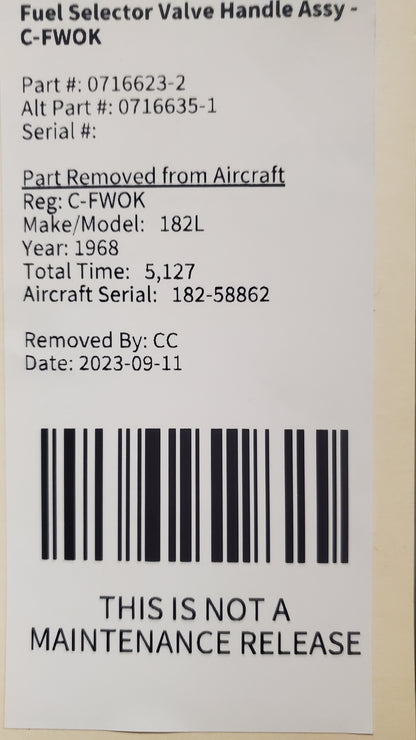 Fuel Selector Valve Handle Assy -
C-FWOK
Part #: 0716623-2
Alt Part #: 0716635-1
Serial #:
Part Removed from Aircraft
Reg: C-FWOK
Make/Model: 182L
Year: 1968
Total Time: 5,127
Aircraft Serial: 182-58862
Removed By: CC
Date: 2023-09-11
THIS IS NOT A
MAINTENANCE RELEASE